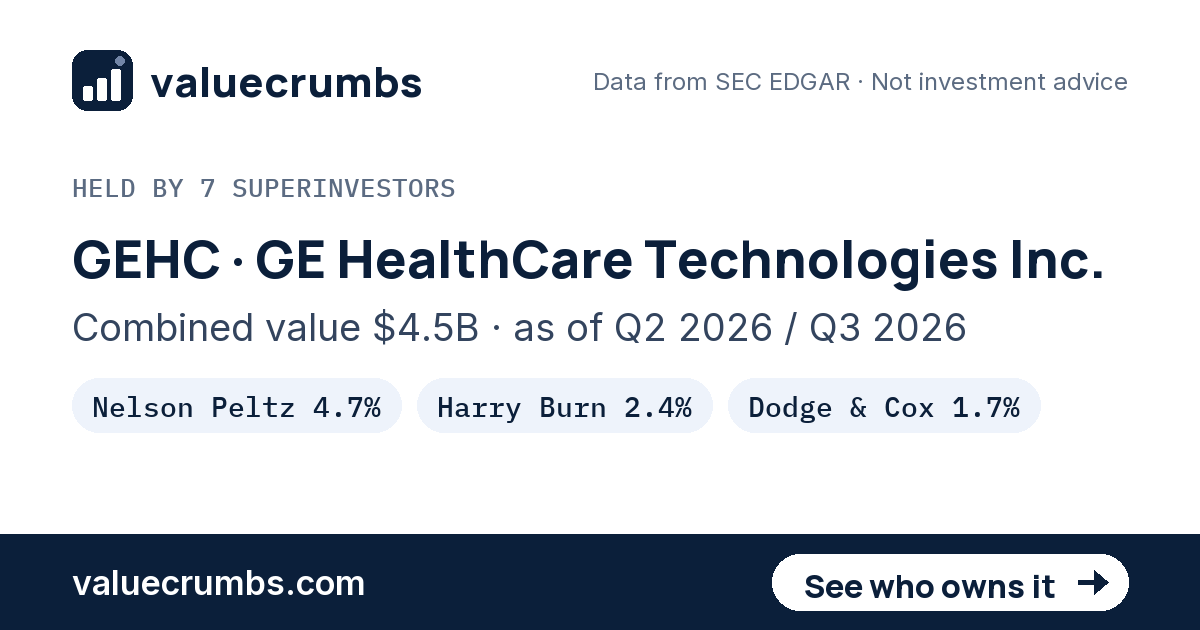 valuecrumbs
Data from SEC EDGAR · Not investment advice
HELD BY 7 SUPERINVESTORS
GEHC · GE HealthCare Technologies Inc.
Combined value $4.5B · as of Q2 2026 / Q3 2026
Nelson Peltz 4.7% Harry Burn 2.4% Dodge & Cox 1.7%
valuecrumbs.com
See who owns it →